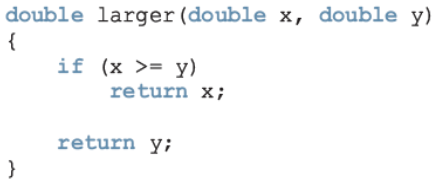 double larger(double x, double y)
{
    if (x >= y)
        return x;

    return y;
}